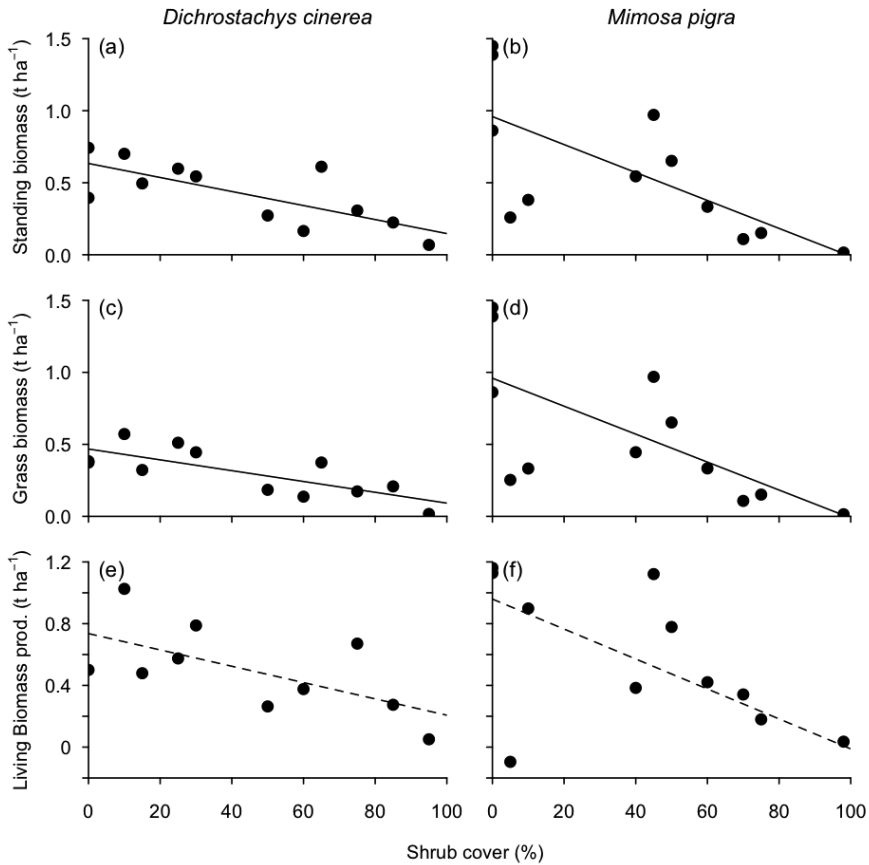 Dichrostachys cinerea Mimosa pigra
(a) (b)
Standing biomass (t ha⁻¹)
1.5
1.0
0.5
0.0
(c) (d)
Grass biomass (t ha⁻¹)
1.5
1.0
0.5
0.0
(e) (f)
Living Biomass prod. (t ha⁻¹)
1.2
0.8
0.4
0
0 20 40 60 80 100 0 20 40 60 80 100
Shrub cover (%)